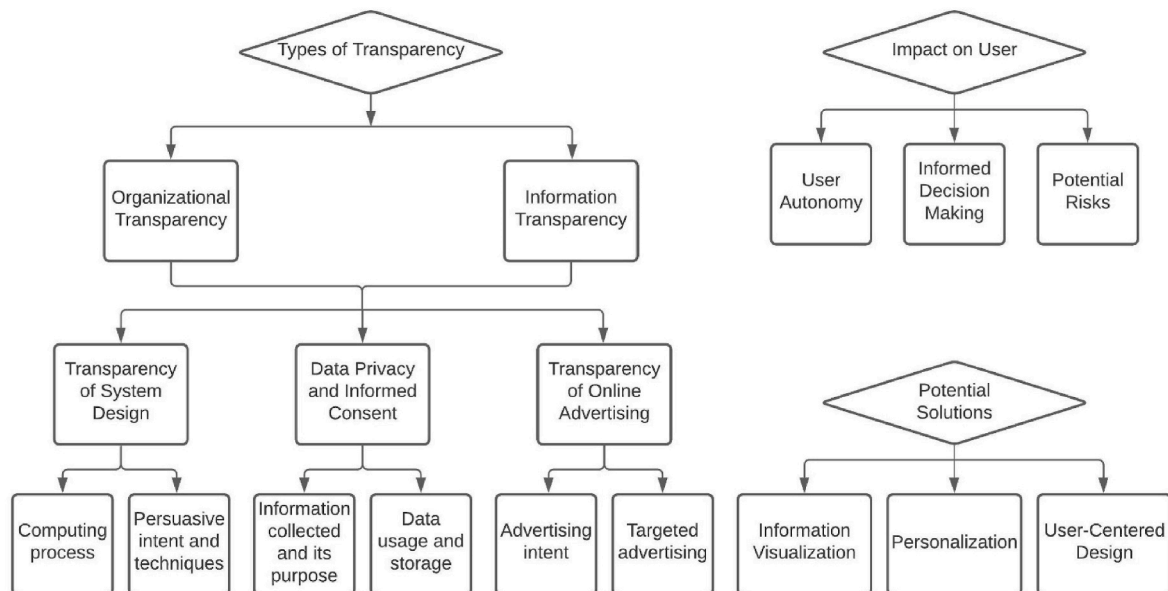 Types of Transparency
Organizational
Transparency
Information
Transparency
Transparency
of System
Design
Data Privacy
and Informed
Consent
Transparency
of Online
Advertising
Computing
process
Persuasive
intent and
techniques
Information
collected
and its
purpose
Data
usage and
storage
Advertising
intent
Targeted
advertising
Impact on User
User
Autonomy
Informed
Decision
Making
Potential
Risks
Potential
Solutions
Information
Visualization
Personalization
User-Centered
Design